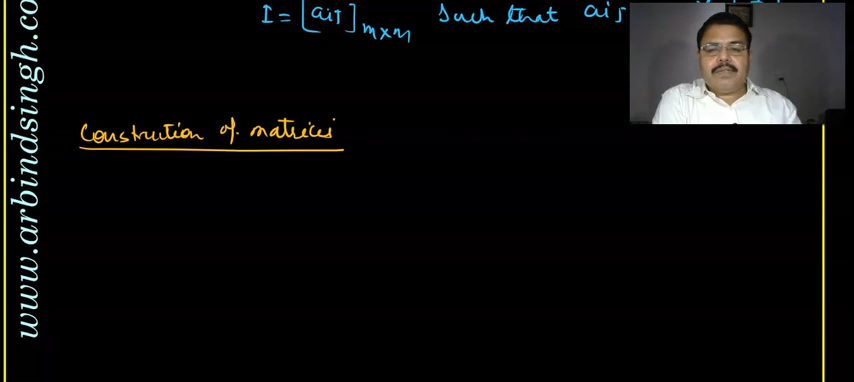 I = [aij]m×m Such that aij
Construction of matrices
www.arbindsingh.co